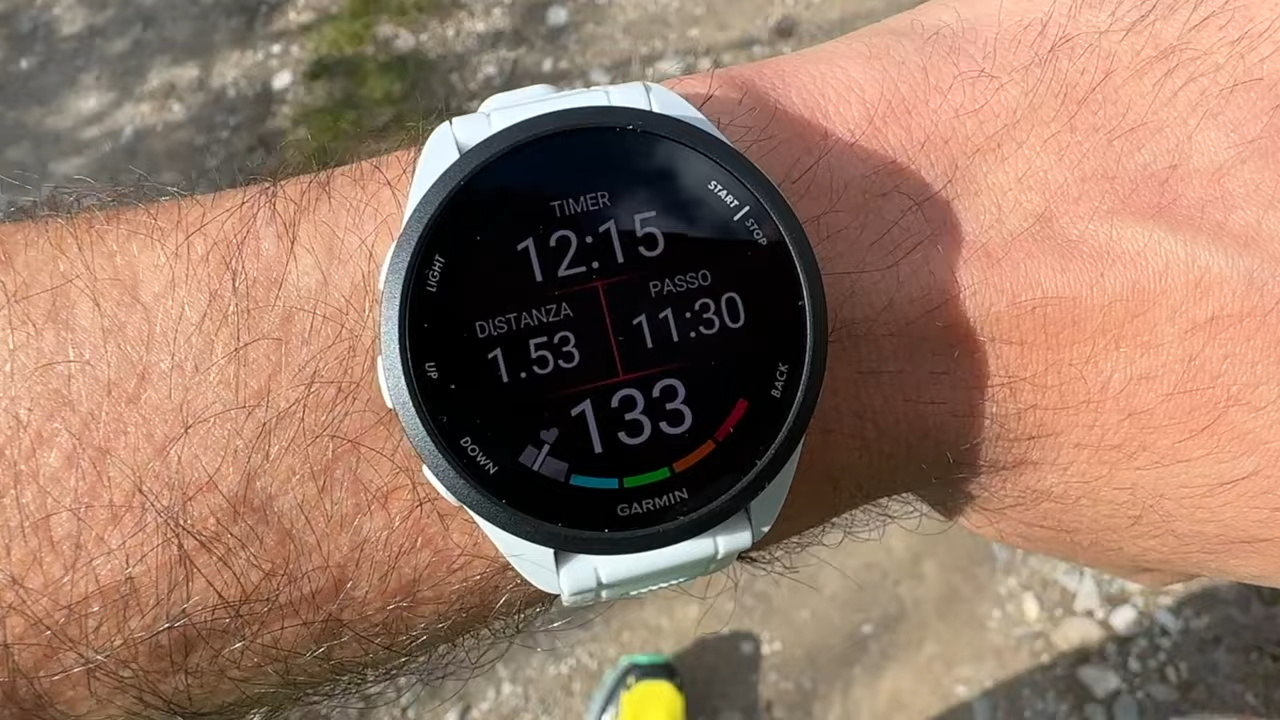 TIMER
12:15
START | STOP
LIGHT
DISTANZA
1.53
PASSO
11:30
UP
BACK
133
DOWN
GARMIN